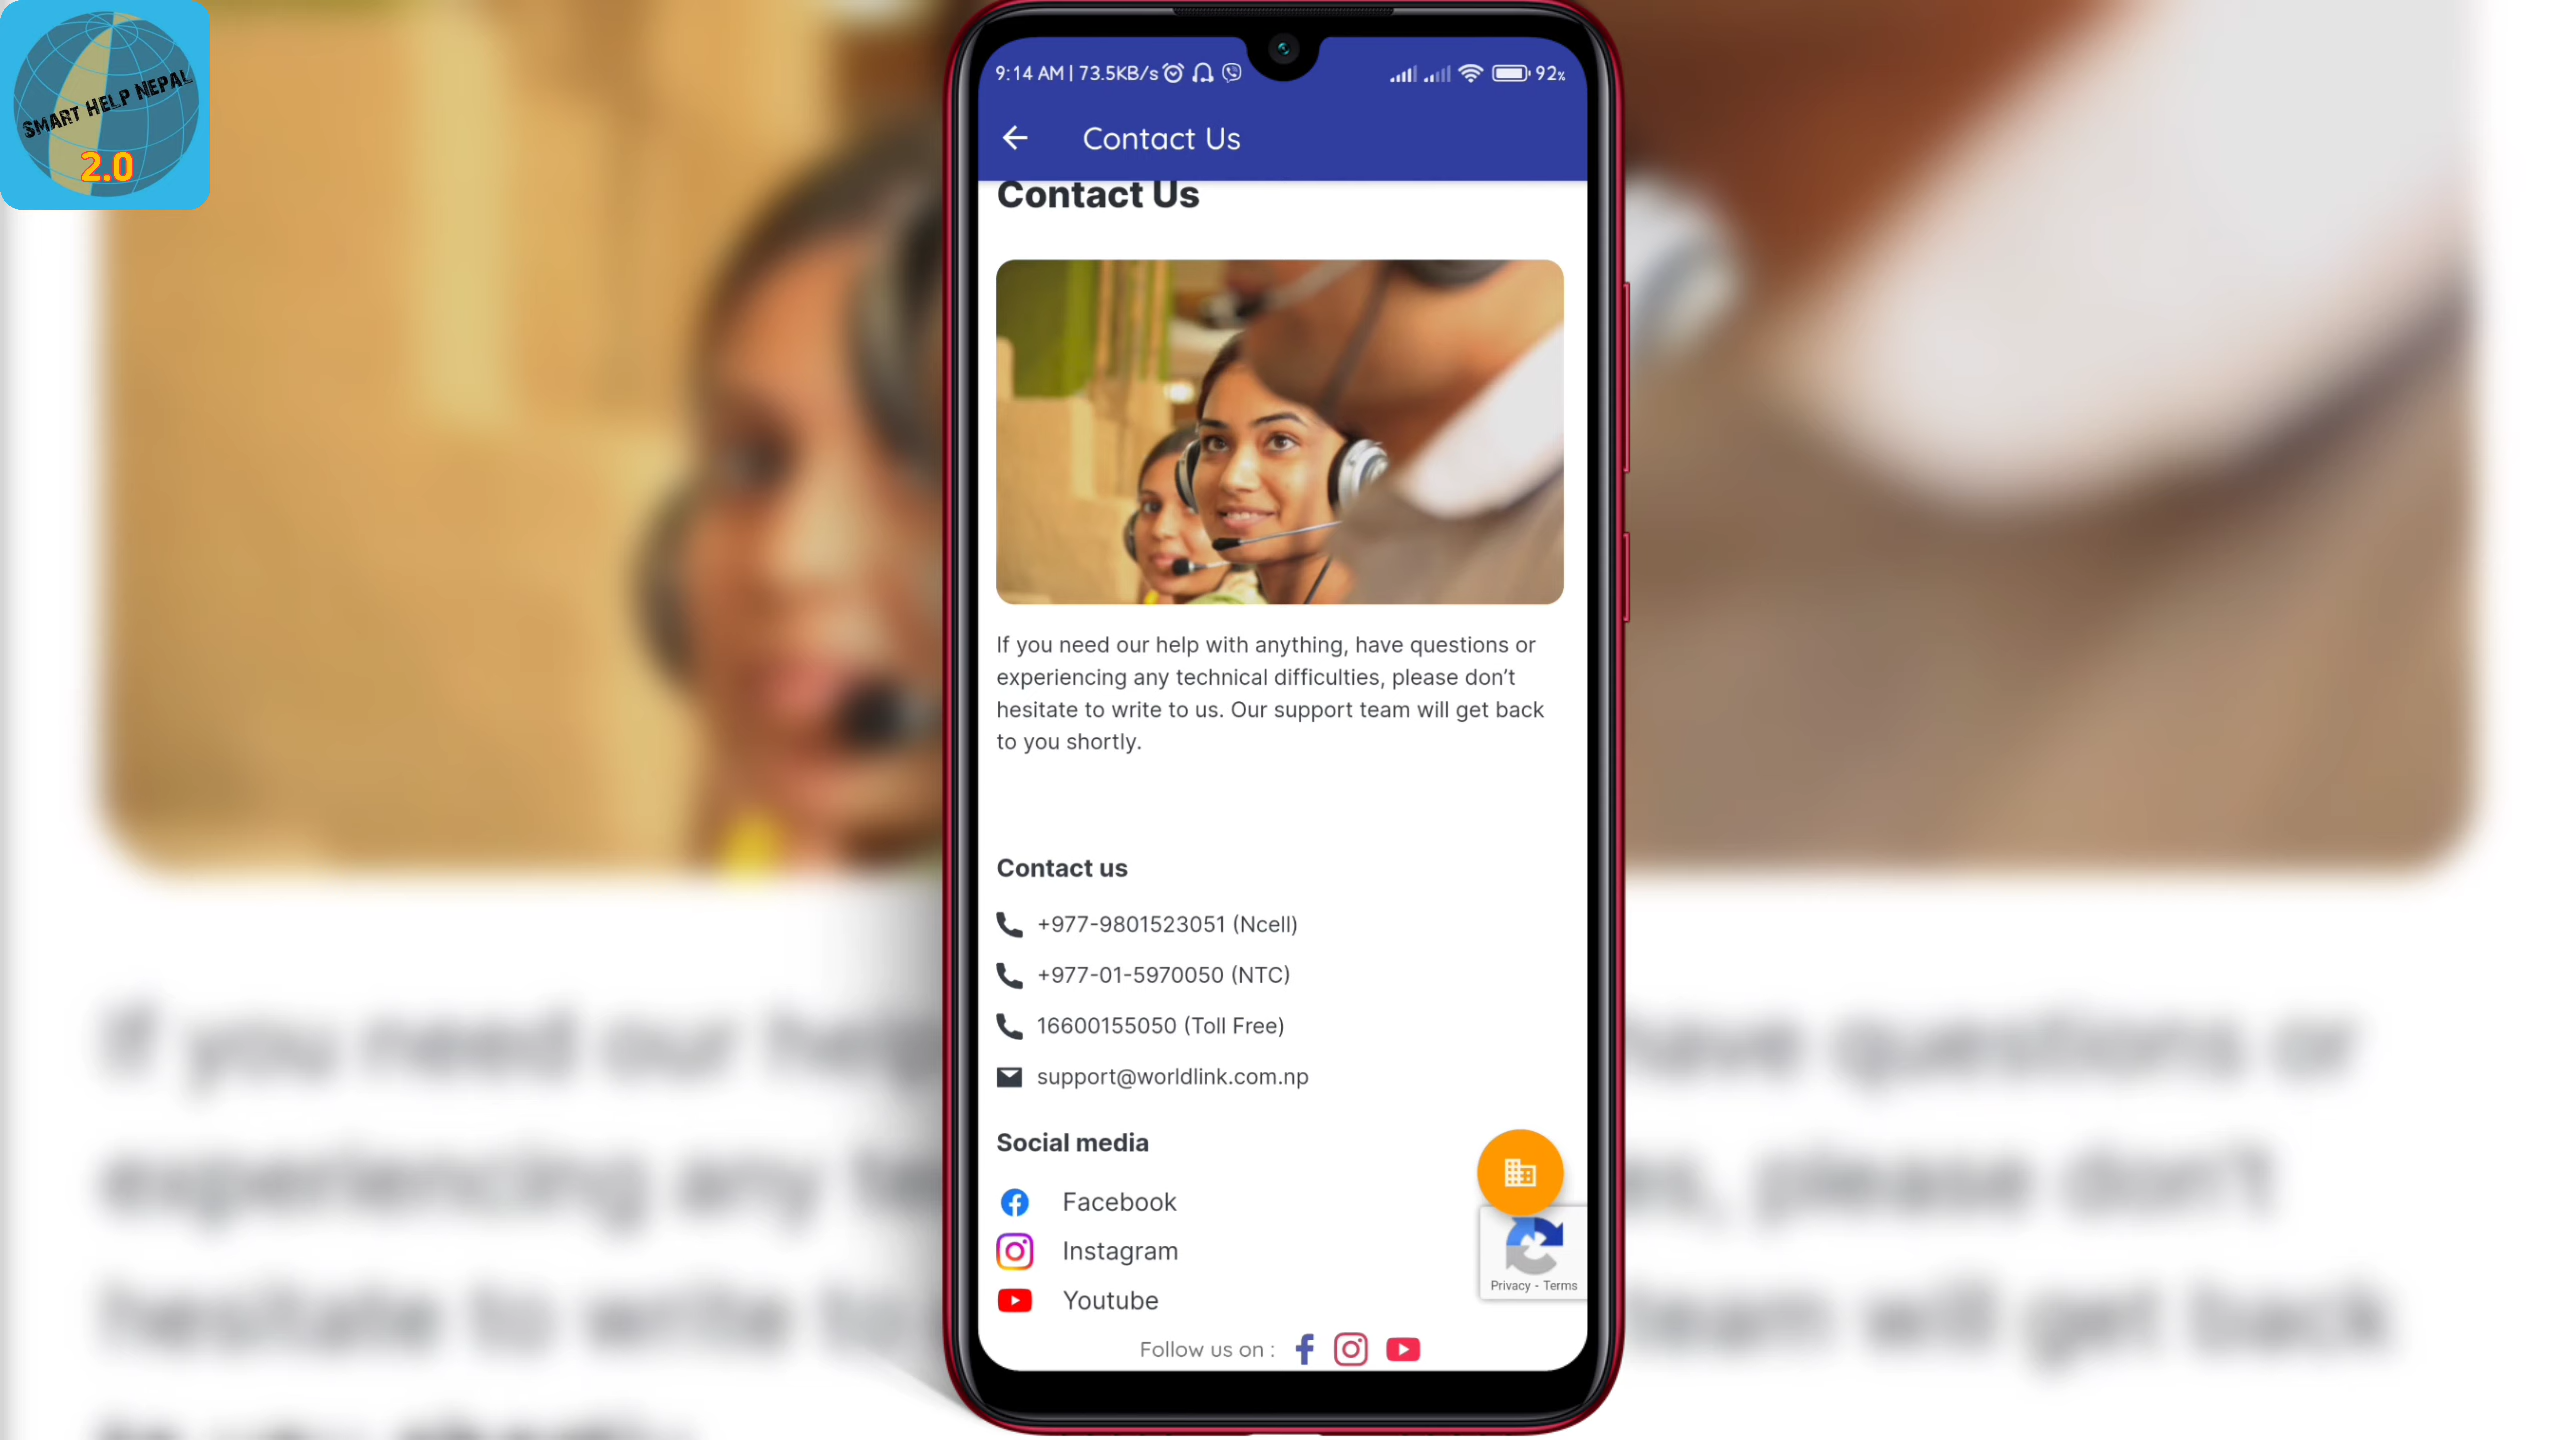 SMART HELP NEPAL
2.0
9:14 AM | 73.5KB/s
92%
Contact Us
Contact Us
If you need our help with anything, have questions or
experiencing any technical difficulties, please don’t
hesitate to write to us. Our support team will get back
to you shortly.
Contact us
+977-9801523051 (Ncell)
+977-01-5970050 (NTC)
16600155050 (Toll Free)
support@worldlink.com.np
Social media
Facebook
Instagram
Youtube
Privacy - Terms
Follow us on :